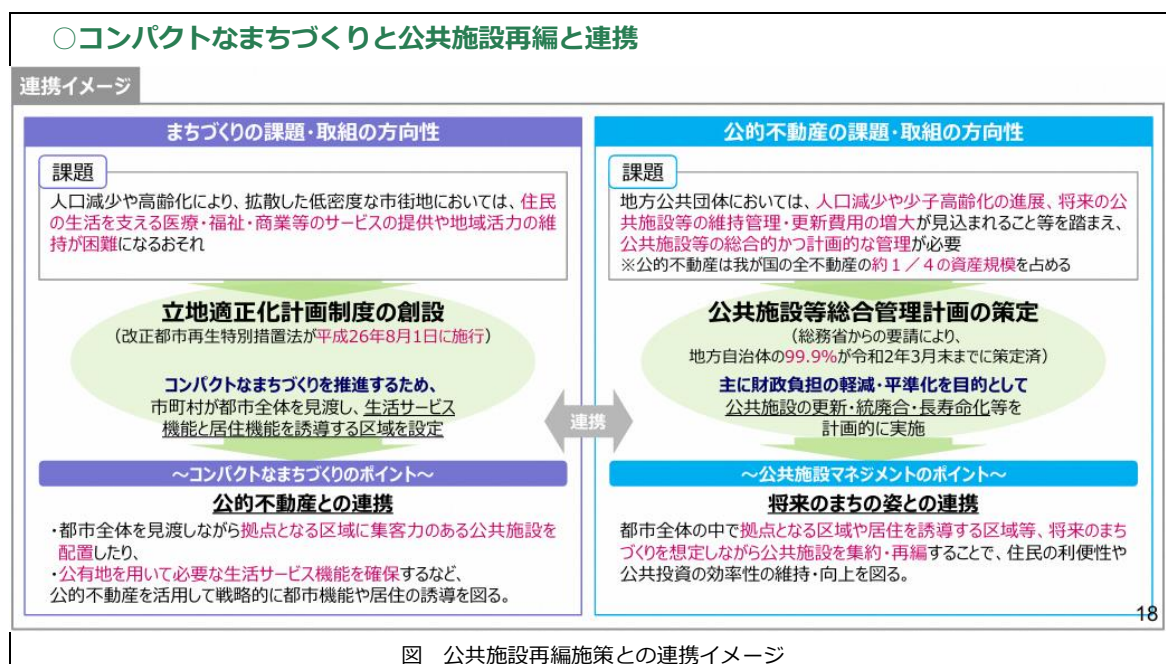 ○コンパクトなまちづくりと公共施設再編と連携
連携イメージ
まちづくりの課題・取組の方向性
課題
人口減少や高齢化により、拡散した低密度な市街地においては、住民
の生活を支える医療・福祉・商業等のサービスの提供や地域活力の維
持が困難になるおそれ
立地適正化計画制度の創設
（改正都市再生特別措置法が平成26年8月1日に施行）
コンパクトなまちづくりを推進するため、
市町村が都市全体を見渡し、生活サービス
機能と居住機能を誘導する区域を設定
～コンパクトなまちづくりのポイント～
公的不動産との連携
・都市全体を見渡しながら拠点となる区域に集客力のある公共施設を
配置したり、
・公有地を用いて必要な生活サービス機能を確保するなど、
公的不動産を活用して戦略的に都市機能や居住の誘導を図る。
連携
公的不動産の課題・取組の方向性
課題
地方公共団体においては、人口減少や少子高齢化の進展、将来の公
共施設等の維持管理・更新費用の増大が見込まれること等を踏まえ、
公共施設等の総合的かつ計画的な管理が必要
※公的不動産は我が国の全不動産の約１／４の資産規模を占める
公共施設等総合管理計画の策定
（総務省からの要請により、
地方自治体の99.9%が令和2年3月末までに策定済）
主に財政負担の軽減・平準化を目的として
公共施設の更新・統廃合・長寿命化等を
計画的に実施
～公共施設マネジメントのポイント～
将来のまちの姿との連携
都市全体の中で拠点となる区域や居住を誘導する区域等、将来のまち
づくりを想定しながら公共施設を集約・再編することで、住民の利便性や
公共投資の効率性の維持・向上を図る。
18
図　公共施設再編施策との連携イメージ